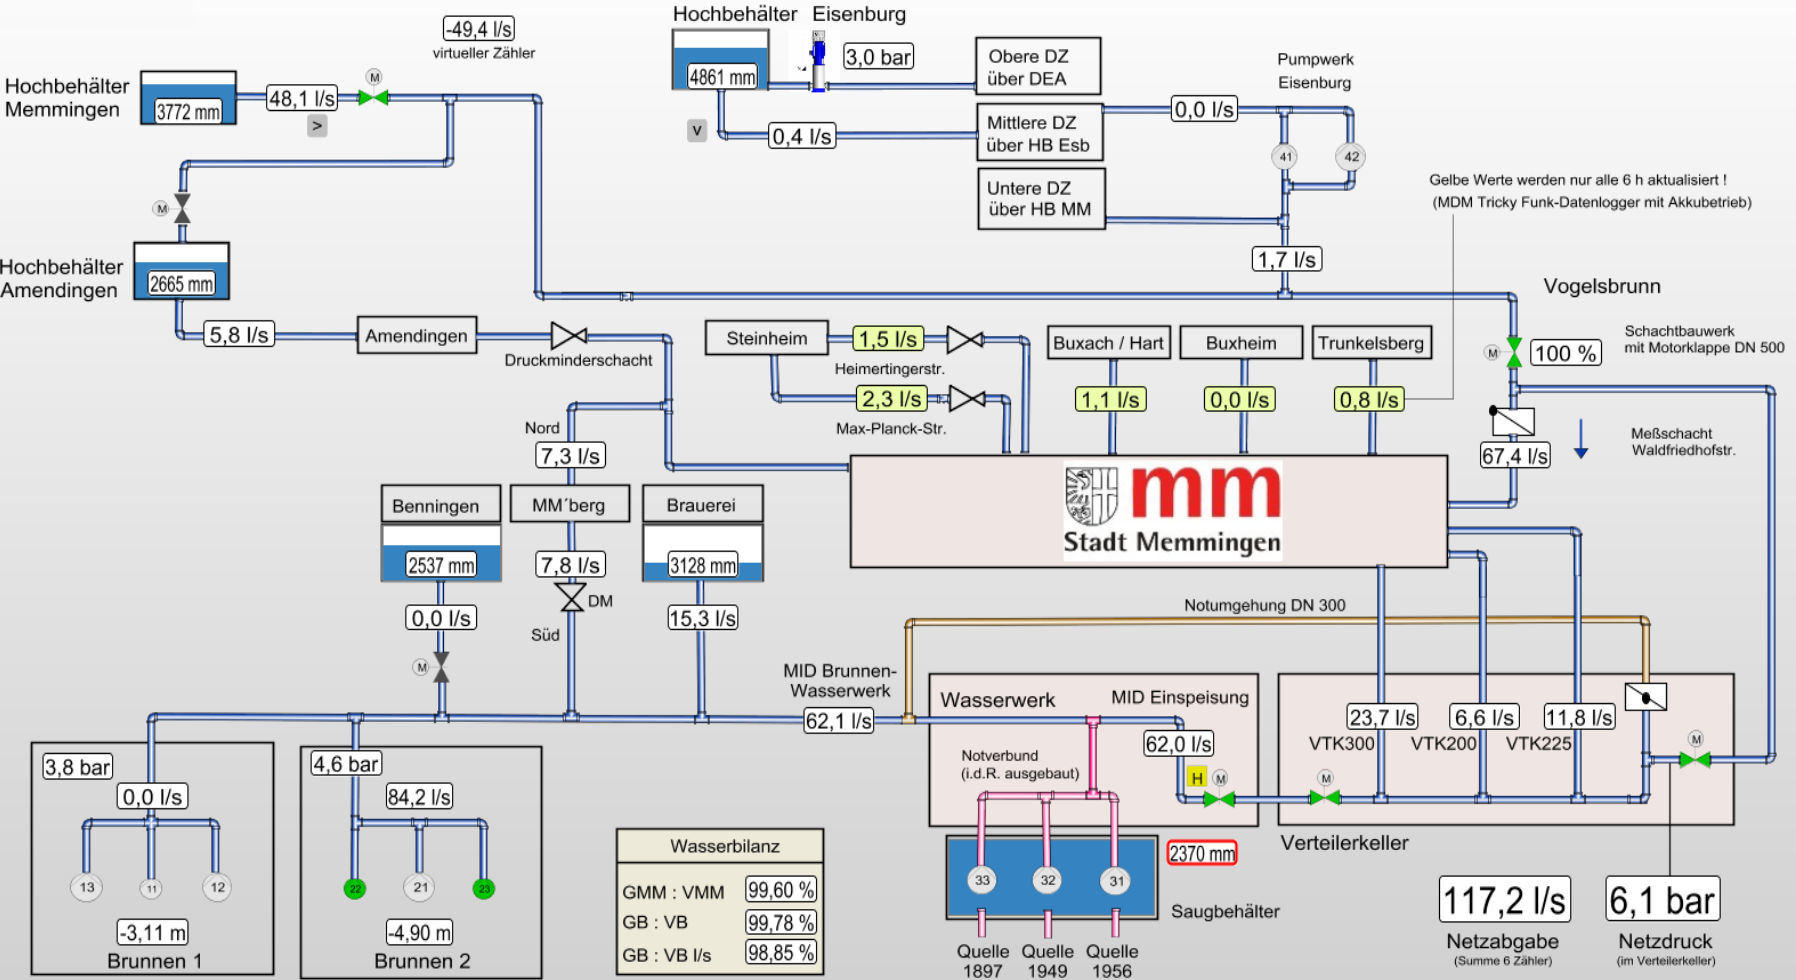 Hochbehälter Eisenburg
-49,4 l/s
virtueller Zähler
Hochbehälter
Memmingen
3772 mm
48,1 l/s
M
>
4861 mm
3,0 bar
Obere DZ
über DEA
v
0,4 l/s
Mittlere DZ
über HB Esb
0,0 l/s
Pumpwerk
Eisenburg
41
42
Untere DZ
über HB MM
1,7 l/s
Gelbe Werte werden nur alle 6 h aktualisiert !
(MDM Tricky Funk-Datenlogger mit Akkubetrieb)
M
Hochbehälter
Amendingen
2665 mm
5,8 l/s
Amendingen
Druckminderschacht
Steinheim
1,5 l/s
Heimertingerstr.
2,3 l/s
Max-Planck-Str.
Buxach / Hart
1,1 l/s
Buxheim
0,0 l/s
Trunkelsberg
0,8 l/s
Vogelsbrunn
Schachtbauwerk
mit Motorklappe DN 500
M
100 %
Meßschacht
Waldfriedhofstr.
67,4 l/s
Nord
7,3 l/s
Benningen
MM´berg
Brauerei
2537 mm
7,8 l/s
3128 mm
DM
0,0 l/s
15,3 l/s
Süd
M
mm
Stadt Memmingen
Notumgehung DN 300
MID Brunnen-
Wasserwerk
62,1 l/s
Wasserwerk
MID Einspeisung
62,0 l/s
Notverbund
(i.d.R. ausgebaut)
H
M
23,7 l/s
VTK300
6,6 l/s
VTK200
11,8 l/s
VTK225
M
M
Verteilerkeller
3,8 bar
0,0 l/s
13
11
12
-3,11 m
Brunnen 1
4,6 bar
84,2 l/s
22
21
23
-4,90 m
Brunnen 2
Wasserbilanz
GMM : VMM 99,60 %
GB : VB 99,78 %
GB : VB l/s 98,85 %
2370 mm
33
32
31
Saugbehälter
Quelle
1897
Quelle
1949
Quelle
1956
117,2 l/s
Netzabgabe
(Summe 6 Zähler)
6,1 bar
Netzdruck
(im Verteilerkeller)